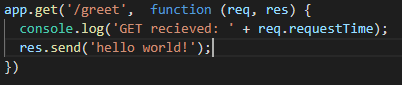 app.get('/greet',  function (req, res) {
  console.log('GET recieved: ' + req.requestTime);
  res.send('hello world!');
})